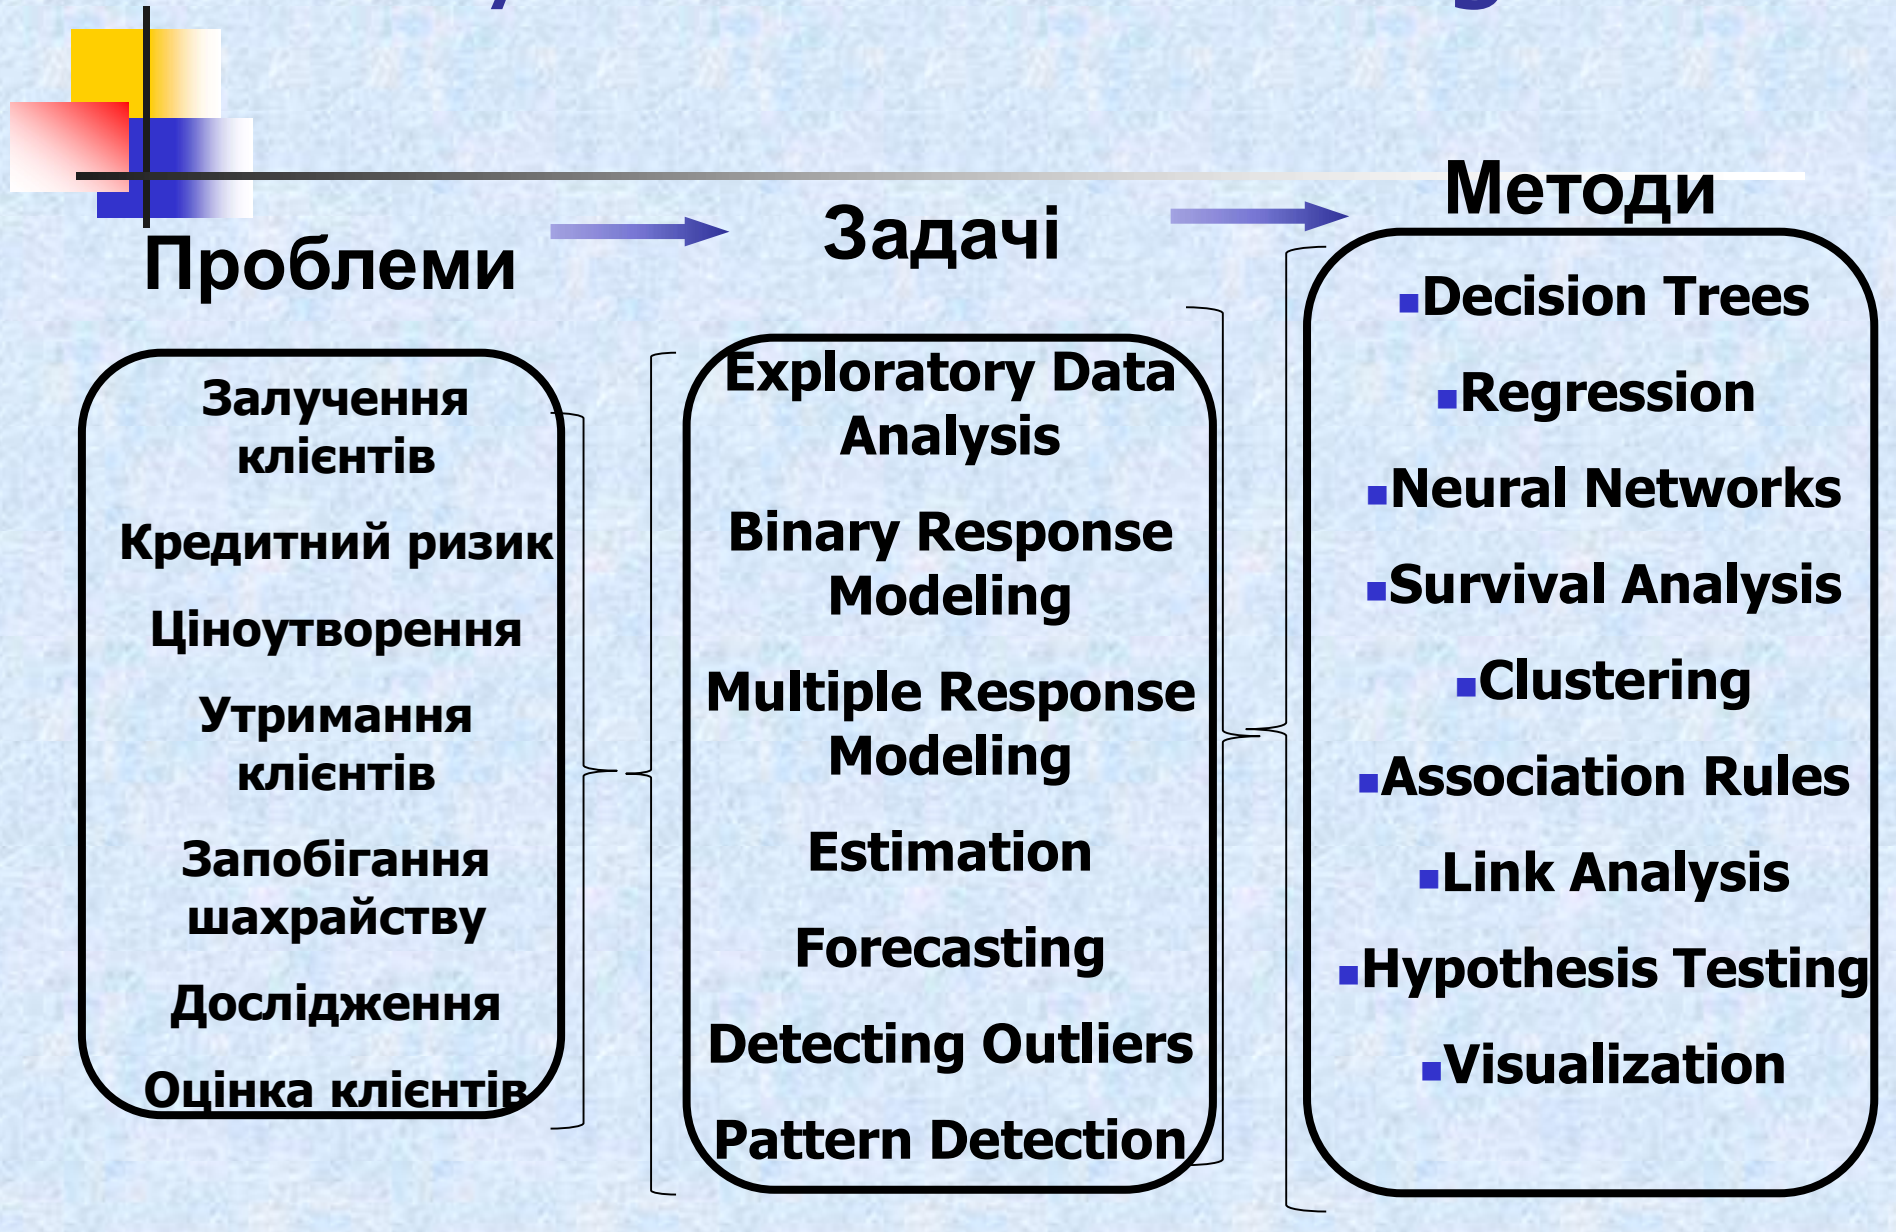 Проблеми
Залучення
клієнтів
Кредитний ризик
Ціноутворення
Утримання
клієнтів
Запобігання
шахрайству
Дослідження
Оцінка клієнтів
Задачі
Exploratory Data
Analysis
Binary Response
Modeling
Multiple Response
Modeling
Estimation
Forecasting
Detecting Outliers
Pattern Detection
Методи
Decision Trees
Regression
Neural Networks
Survival Analysis
Clustering
Association Rules
Link Analysis
Hypothesis Testing
Visualization